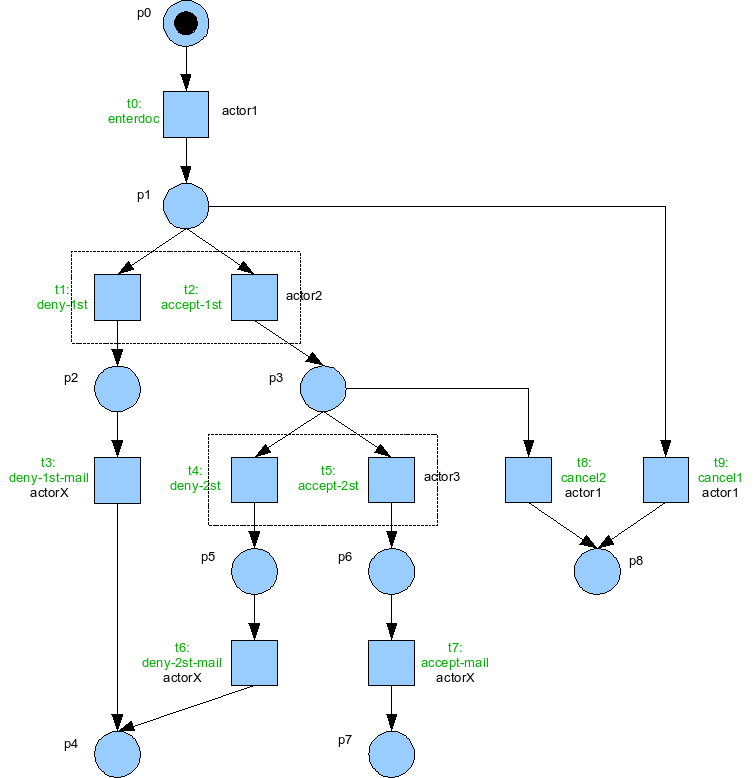 p0
t0:
enterdoc
actor1
p1
t1:
deny-1st
t2:
accept-1st
actor2
p2
p3
t3:
deny-1st-mail
actorX
t4:
deny-2st
t5:
accept-2st
actor3
t8:
cancel2
actor1
t9:
cancel1
actor1
p5
p6
p8
t6:
deny-2st-mail
actorX
t7:
accept-mail
actorX
p4
p7